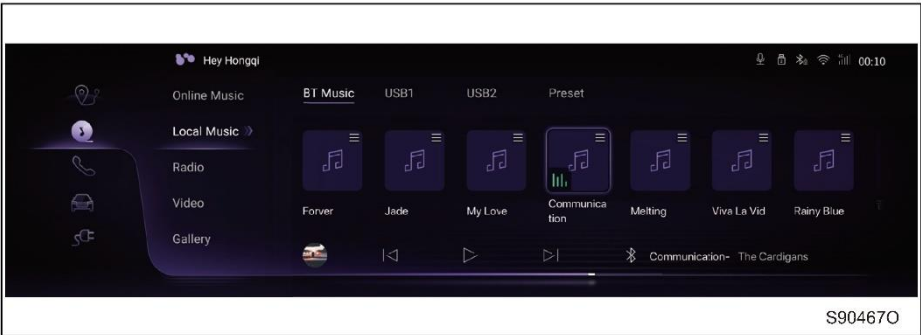 Hey Hongqi
00:10
Online Music
BT Music USB1 USB2 Preset
Local Music
Radio
Video
Gallery
Forver Jade My Love Communica Melting Viva La Vid Rainy Blue
tion
Communication- The Cardigans
S90467O